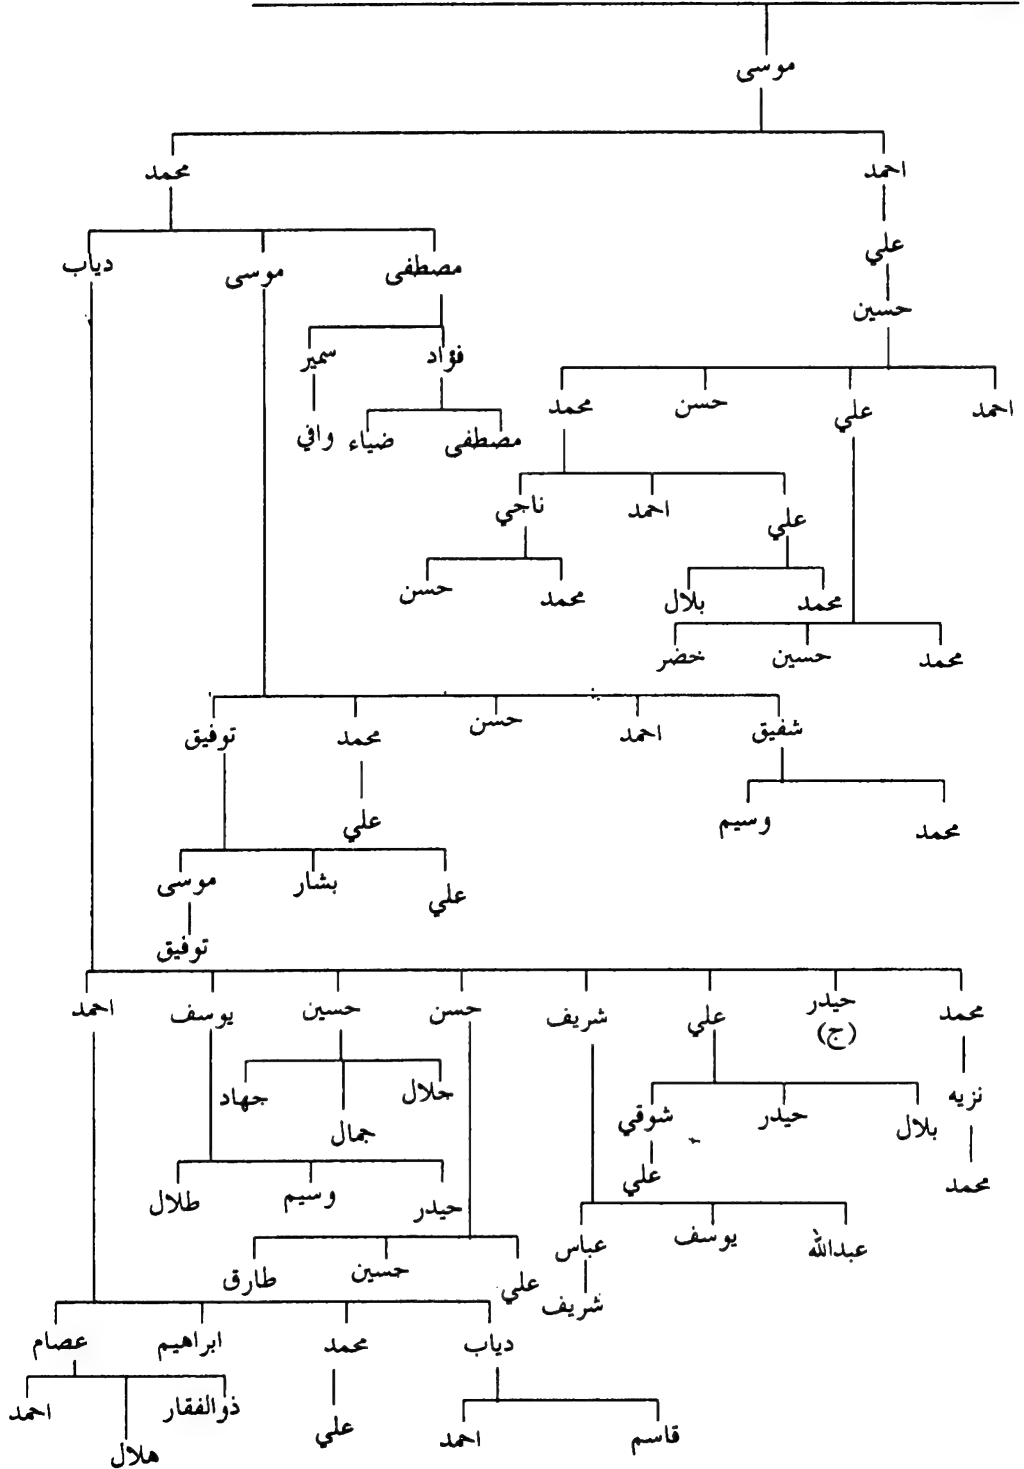 موسى
احمد محمد
علي
مصطفى موسى دياب
حسين
فؤاد سمير
احمد علي حسن محمد
مصطفى ضياء وافي
علي احمد ناجي
محمد بلال محمد حسن
محمد حسين خضر
شفيق احمد حسن محمد توفيق
محمد وسيم علي
علي بشار موسى
توفيق
محمد حيدر علي شريف حسن حسين يوسف احمد
(ج)
نزيه بلال حيدر شوقي جلال جهاد
جمال
محمد علي حيدر وسيم طلال
عبدالله يوسف عباس
علي حسين طارق
شريف
دياب محمد ابراهيم عصام
قاسم احمد علي ذوالفقار احمد
هلال